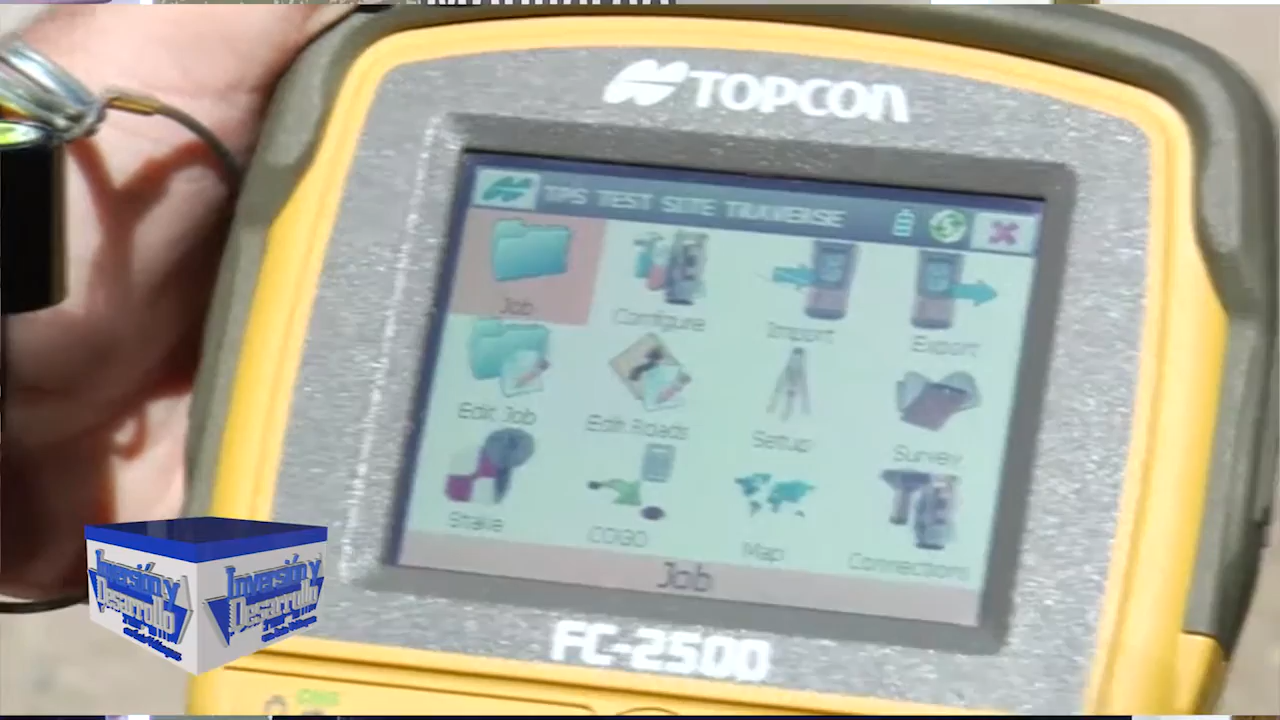 TOPCON
TPS TEST SITE TRAVERSE
Job
Configure
Import
Export
Edit Job
Edit Roads
Setup
Survey
Stake
COGO
Map
Connection
Job
FC-2500
Inversión y
Desarrollo
Inversión y
Desarrollo